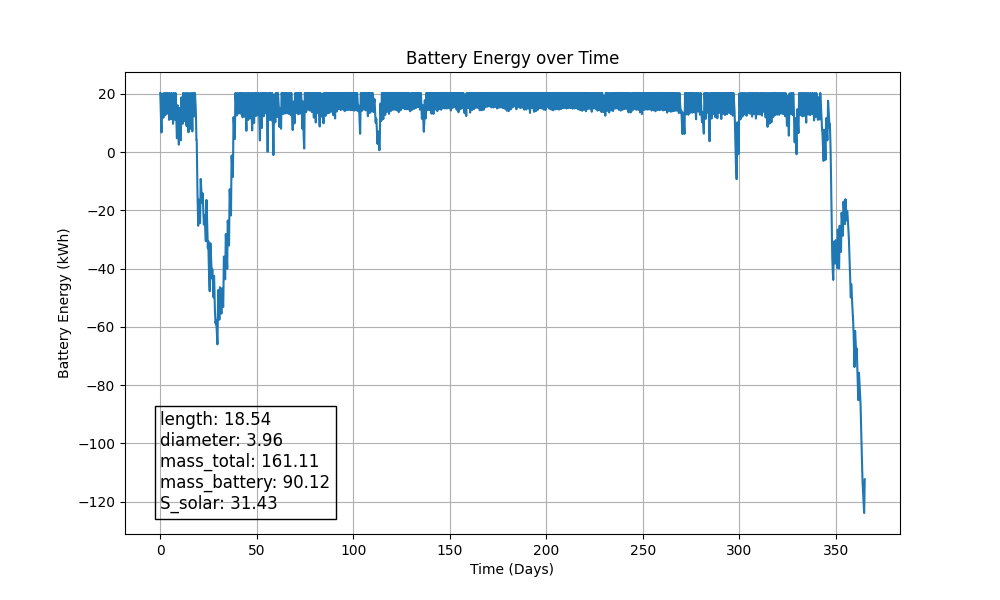 Battery Energy over Time
Battery Energy (kWh)
20
0
−20
−40
−60
−80
−100
−120
length: 18.54
diameter: 3.96
mass_total: 161.11
mass_battery: 90.12
S_solar: 31.43
0 50 100 150 200 250 300 350
Time (Days)